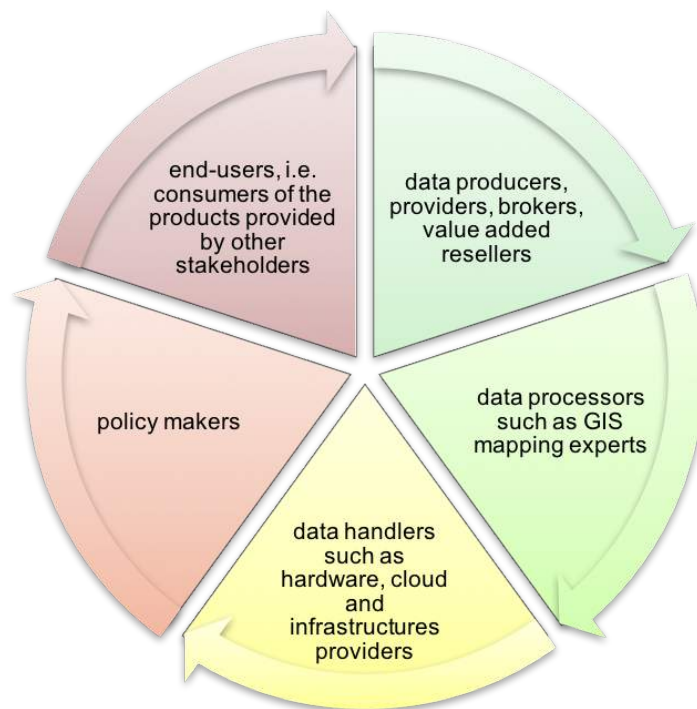 end-users, i.e.
consumers of the
products provided
by other
stakeholders
data producers,
providers, brokers,
value added
resellers
data processors
such as GIS
mapping experts
data handlers
such as
hardware, cloud
and
infrastructures
providers
policy makers